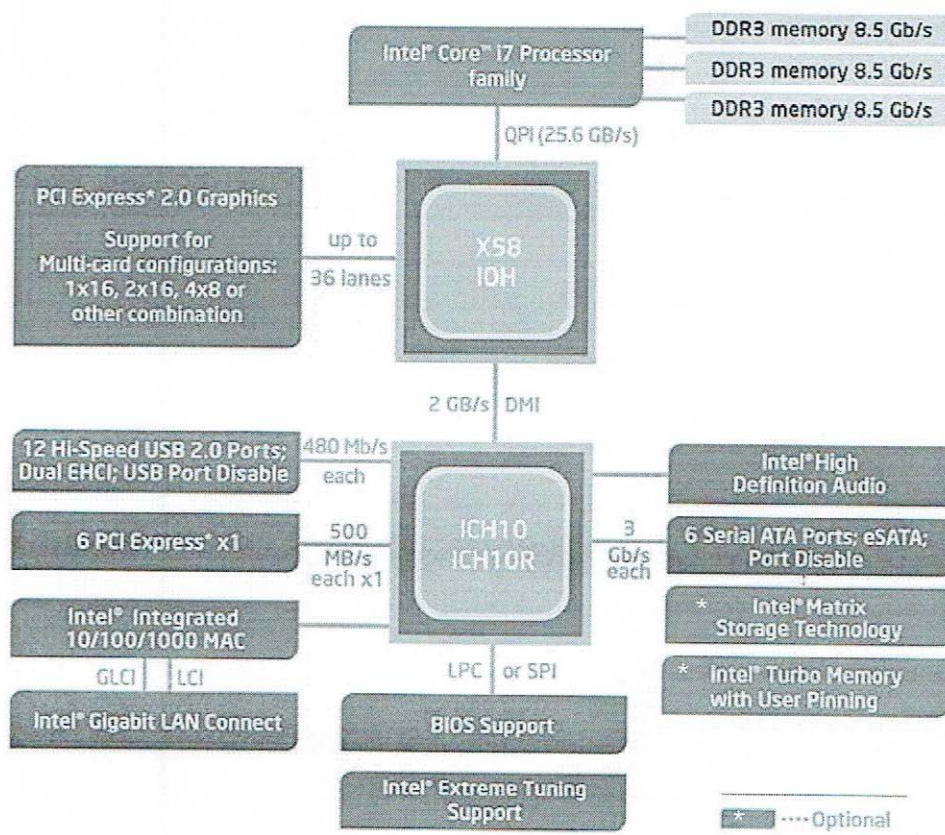 Intel® Core™ i7 Processor
family
DDR3 memory 8.5 Gb/s
DDR3 memory 8.5 Gb/s
DDR3 memory 8.5 Gb/s
QPI (25.6 GB/s)
PCI Express* 2.0 Graphics
Support for
Multi-card configurations:
1x16, 2x16, 4x8 or
other combination
up to
36 lanes
X58
IOH
2 GB/s DMI
12 Hi-Speed USB 2.0 Ports;
Dual EHCI; USB Port Disable
480 Mb/s
each
6 PCI Express* x1
500
MB/s
each x1
Intel® Integrated
10/100/1000 MAC
GLCI LCI
Intel® Gigabit LAN Connect
ICH10
ICH10R
Intel® High
Definition Audio
3
Gb/s
each
6 Serial ATA Ports; eSATA;
Port Disable
* Intel® Matrix
Storage Technology
* Intel® Turbo Memory
with User Pinning
LPC or SPI
BIOS Support
Intel® Extreme Tuning
Support
* ····Optional